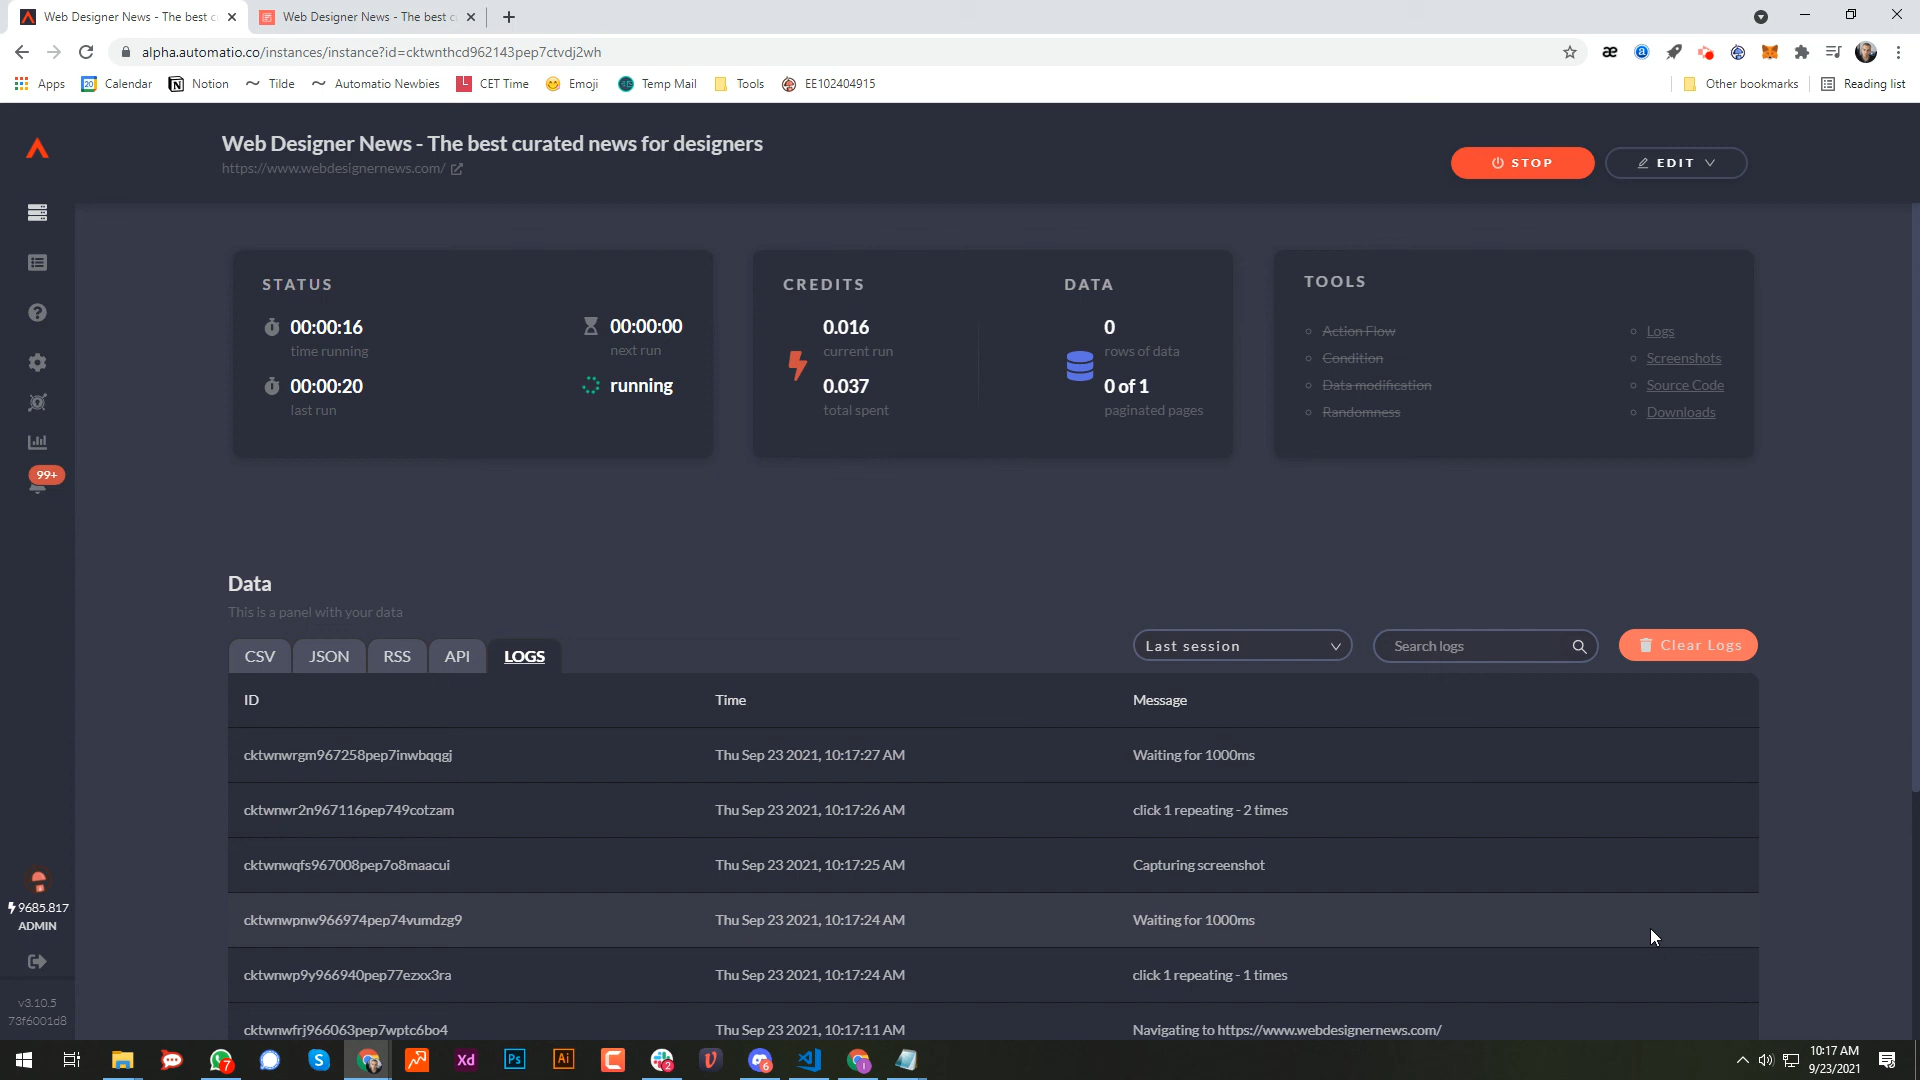 Web Designer News - The best c
Web Designer News - The best c
alpha.automatio.co/instances/instance?id=cktwnthcd962143pep7ctvdj2wh
Apps
Calendar
Notion
Tilde
Automatio Newbies
CET Time
Emoji
Temp Mail
Tools
EE102404915
Other bookmarks
Reading list
Web Designer News - The best curated news for designers
https://www.webdesignernews.com/
STOP
EDIT
STATUS
00:00:16
time running
00:00:00
next run
00:00:20
last run
running
CREDITS
0.016
current run
0.037
total spent
DATA
0
rows of data
0 of 1
paginated pages
TOOLS
Action Flow
Condition
Data modification
Randomness
Logs
Screenshots
Source Code
Downloads
99+
Data
This is a panel with your data
CSV
JSON
RSS
API
LOGS
Last session
Search logs
Clear Logs
ID Time Message
cktwnwrgm967258pep7inwbqqgj Thu Sep 23 2021, 10:17:27 AM Waiting for 1000ms
cktwnwr2n967116pep749cotzam Thu Sep 23 2021, 10:17:26 AM click 1 repeating - 2 times
cktwnwqfs967008pep7o8maacui Thu Sep 23 2021, 10:17:25 AM Capturing screenshot
cktwnwpnw966974pep74vumdzg9 Thu Sep 23 2021, 10:17:24 AM Waiting for 1000ms
cktwnwp9y966940pep77ezxx3ra Thu Sep 23 2021, 10:17:24 AM click 1 repeating - 1 times
cktwnwfrj966063pep7wptc6bo4 Thu Sep 23 2021, 10:17:11 AM Navigating to https://www.webdesignernews.com/
9685.817
ADMIN
v3.10.5
73f6001d8
10:17 AM
9/23/2021